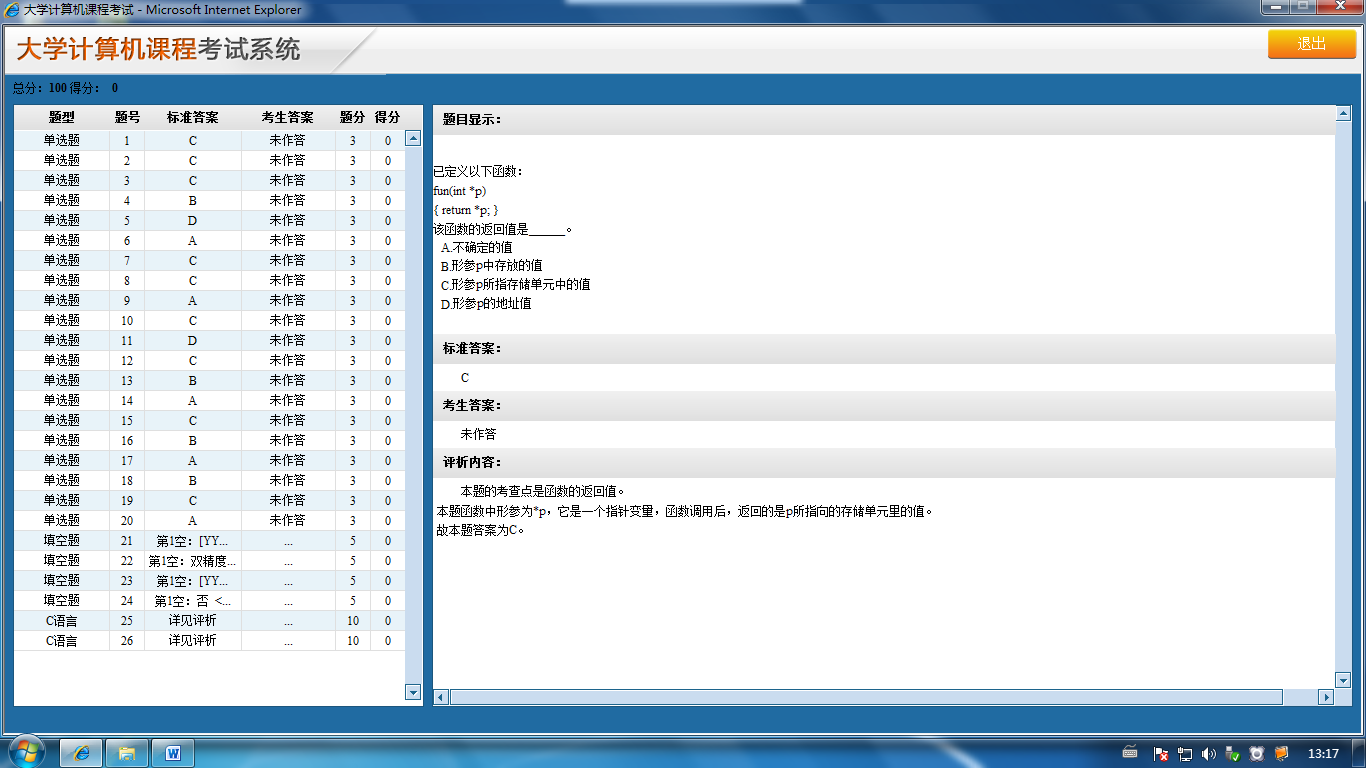 大学计算机课程考试 - Microsoft Internet Explorer
大学计算机课程考试系统
退出
总分：100 得分： 0
题型 题号 标准答案 考生答案 题分 得分
单选题 1 C 未作答 3 0
单选题 2 C 未作答 3 0
单选题 3 C 未作答 3 0
单选题 4 B 未作答 3 0
单选题 5 D 未作答 3 0
单选题 6 A 未作答 3 0
单选题 7 C 未作答 3 0
单选题 8 C 未作答 3 0
单选题 9 A 未作答 3 0
单选题 10 C 未作答 3 0
单选题 11 D 未作答 3 0
单选题 12 C 未作答 3 0
单选题 13 B 未作答 3 0
单选题 14 A 未作答 3 0
单选题 15 C 未作答 3 0
单选题 16 B 未作答 3 0
单选题 17 A 未作答 3 0
单选题 18 B 未作答 3 0
单选题 19 C 未作答 3 0
单选题 20 A 未作答 3 0
填空题 21 第1空：[YY... ... 5 0
填空题 22 第1空：双精度... ... 5 0
填空题 23 第1空：[YY... ... 5 0
填空题 24 第1空：否 <... ... 5 0
C语言 25 详见评析 ... 10 0
C语言 26 详见评析 ... 10 0
题目显示：
已定义以下函数：
fun(int *p)
{ return *p; }
该函数的返回值是______。
A.不确定的值
B.形参p中存放的值
C.形参p所指存储单元中的值
D.形参p的地址值
标准答案：
C
考生答案：
未作答
评析内容：
本题的考查点是函数的返回值。
本题函数中形参为*p，它是一个指针变量，函数调用后，返回的是p所指向的存储单元里的值。
故本题答案为C。
13:17